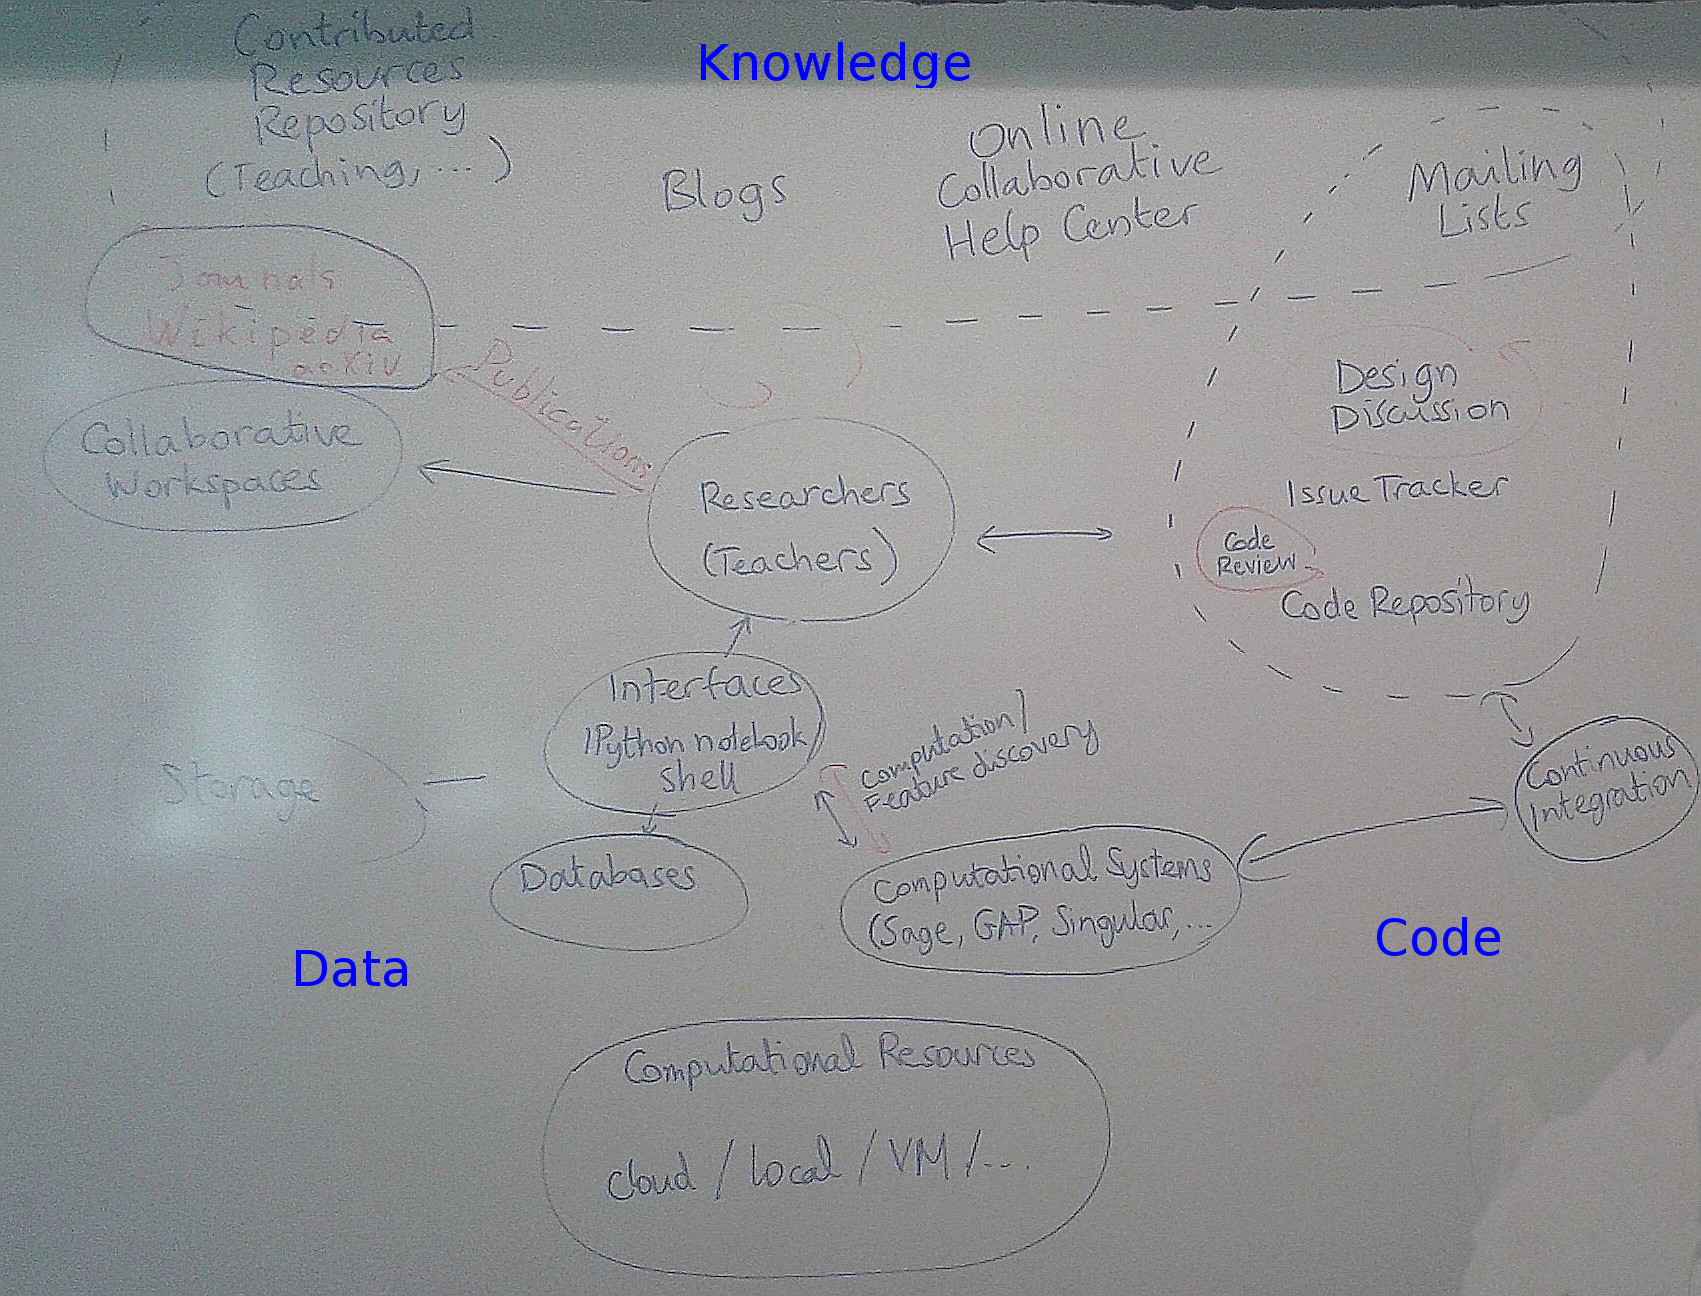 Contributed
Resources
Repository
(Teaching, ... )
Knowledge
Blogs
Online
Collaborative
Help Center
Mailing
Lists
Journals
Wikipedia
arXiv
Publications
Collaborative
Workspaces
Researchers
(Teachers)
Design
Discussion
Issue Tracker
Code
Review
Code Repository
Interfaces
IPython notebook
shell
Computation/
Feature discovery
Storage
Continuous
Integration
Databases
Computational Systems
(Sage, GAP, Singular, ...
Data
Code
Computational Resources
cloud / local / VM / ...